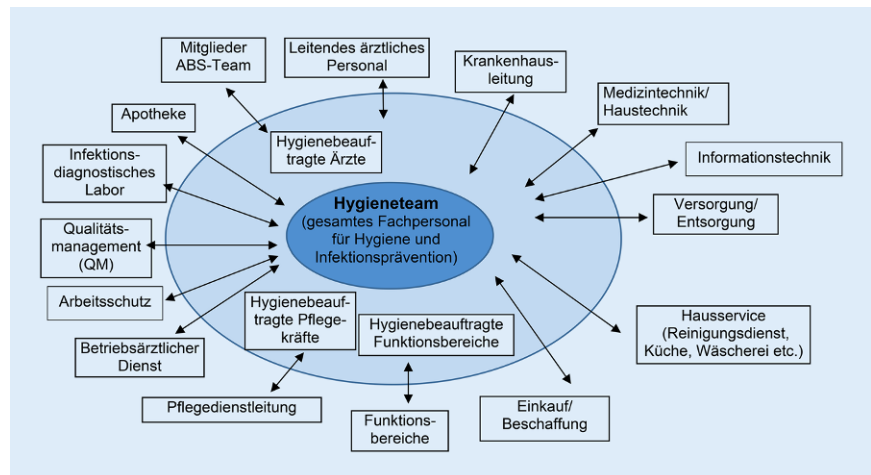 Mitglieder
ABS-Team
Leitendes ärztliches
Personal
Krankenhaus-
leitung
Medizintechnik/
Haustechnik
Apotheke
Hygienebeauf-
tragte Ärzte
Informationstechnik
Infektions-
diagnostisches
Labor
Hygieneteam
(gesamtes Fachpersonal
für Hygiene und
Infektionsprävention)
Versorgung/
Entsorgung
Qualitäts-
management
(QM)
Arbeitsschutz
Hygienebeauf-
tragte Pflege-
kräfte
Hygienebeauftragte
Funktionsbereiche
Hausservice
(Reinigungsdienst,
Küche, Wäscherei etc.)
Betriebsärztlicher
Dienst
Pflegedienstleitung
Funktions-
bereiche
Einkauf/
Beschaffung